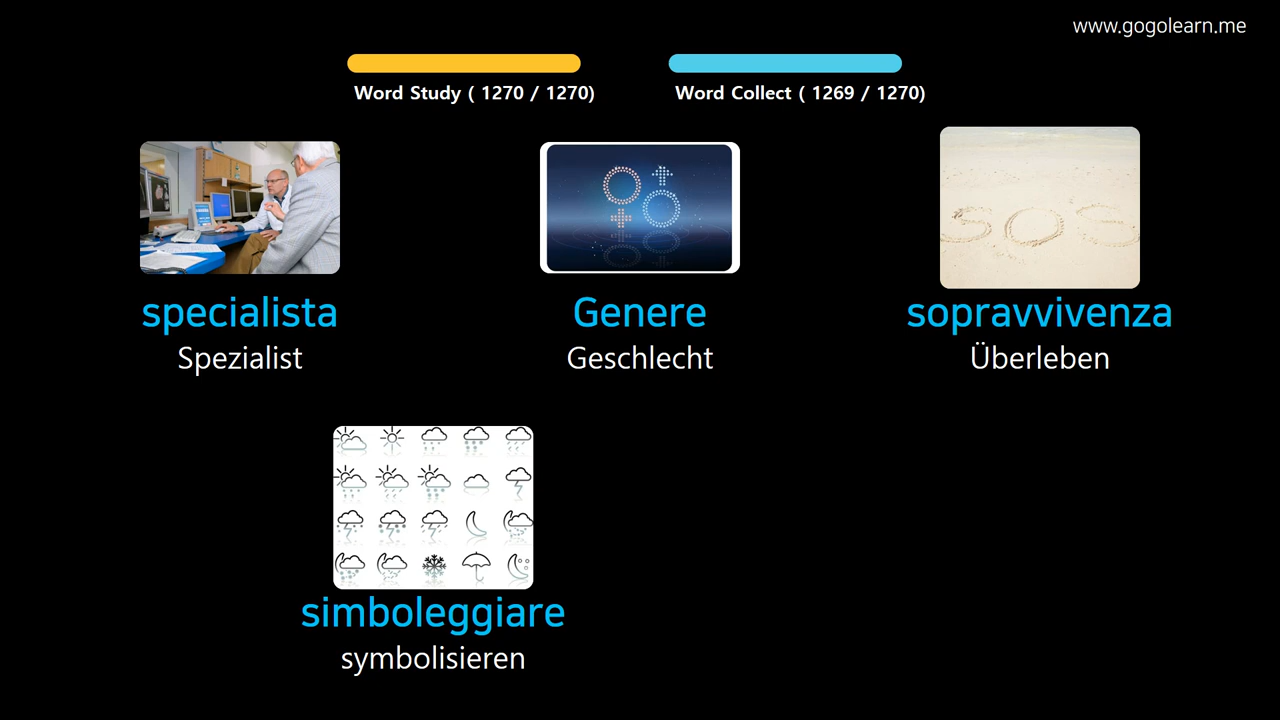 www.gogolearn.me
Word Study ( 1270 / 1270)
Word Collect ( 1269 / 1270)
SOS
specialista
Genere
sopravvivenza
Spezialist
Geschlecht
Überleben
simboleggiare
symbolisieren